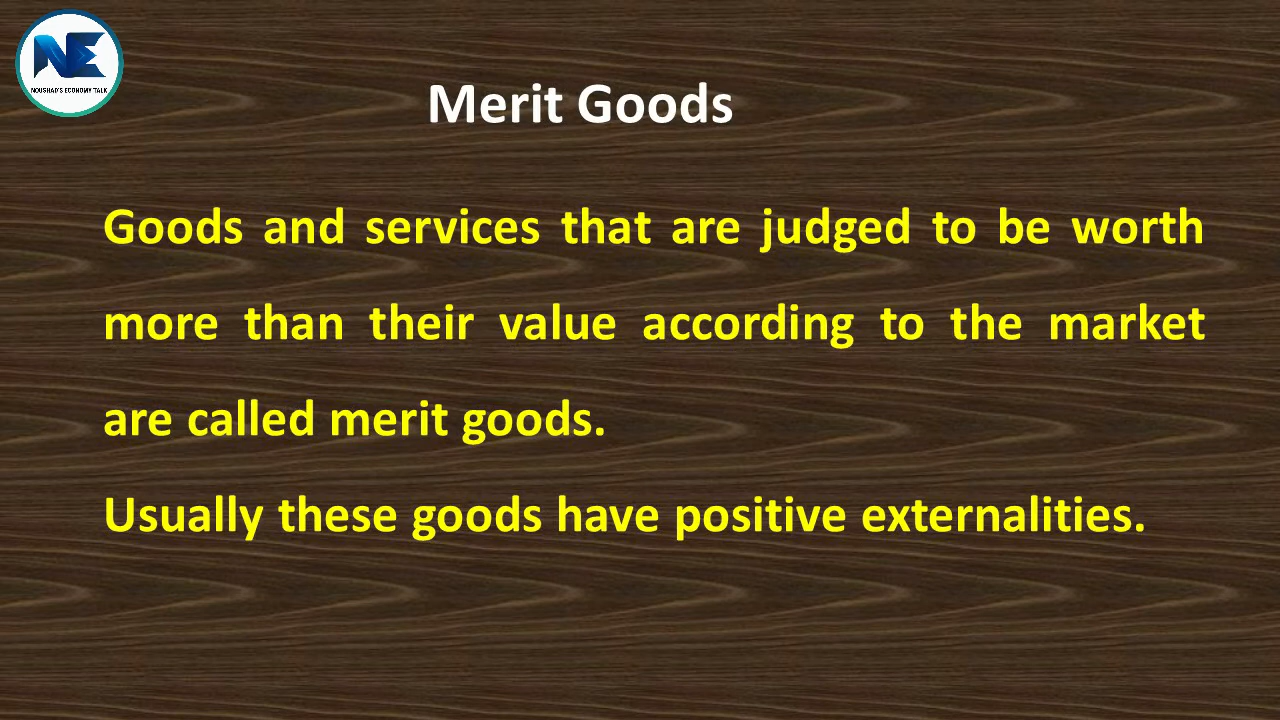 NE
NOUSHAD'S ECONOMY TALK
Merit Goods
Goods and services that are judged to be worth
more than their value according to the market
are called merit goods.
Usually these goods have positive externalities.